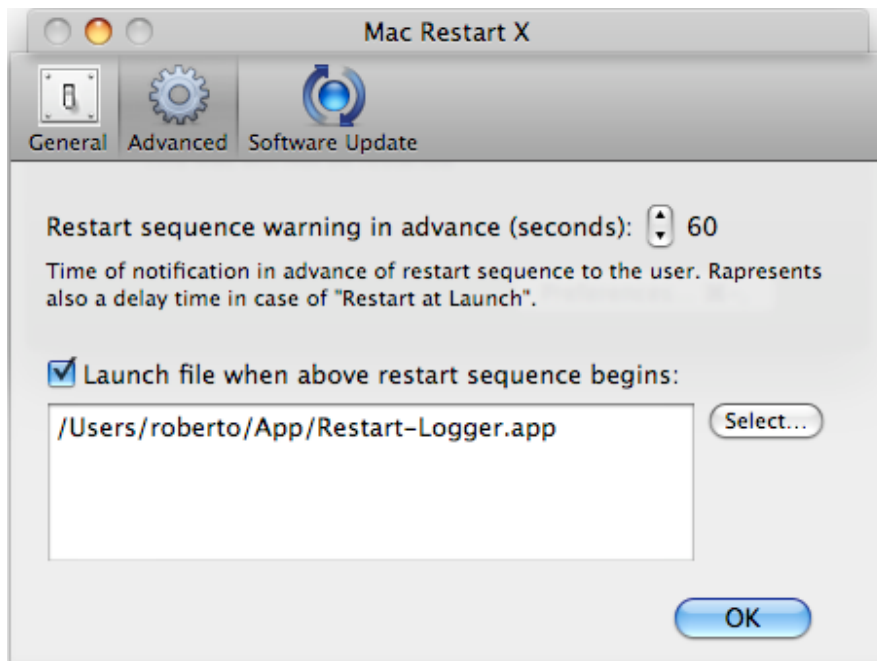 Mac Restart X
General Advanced Software Update
Restart sequence warning in advance (seconds): 60
Time of notification in advance of restart sequence to the user. Rapresents
also a delay time in case of "Restart at Launch".
Launch file when above restart sequence begins:
/Users/roberto/App/Restart-Logger.app
Select...
OK